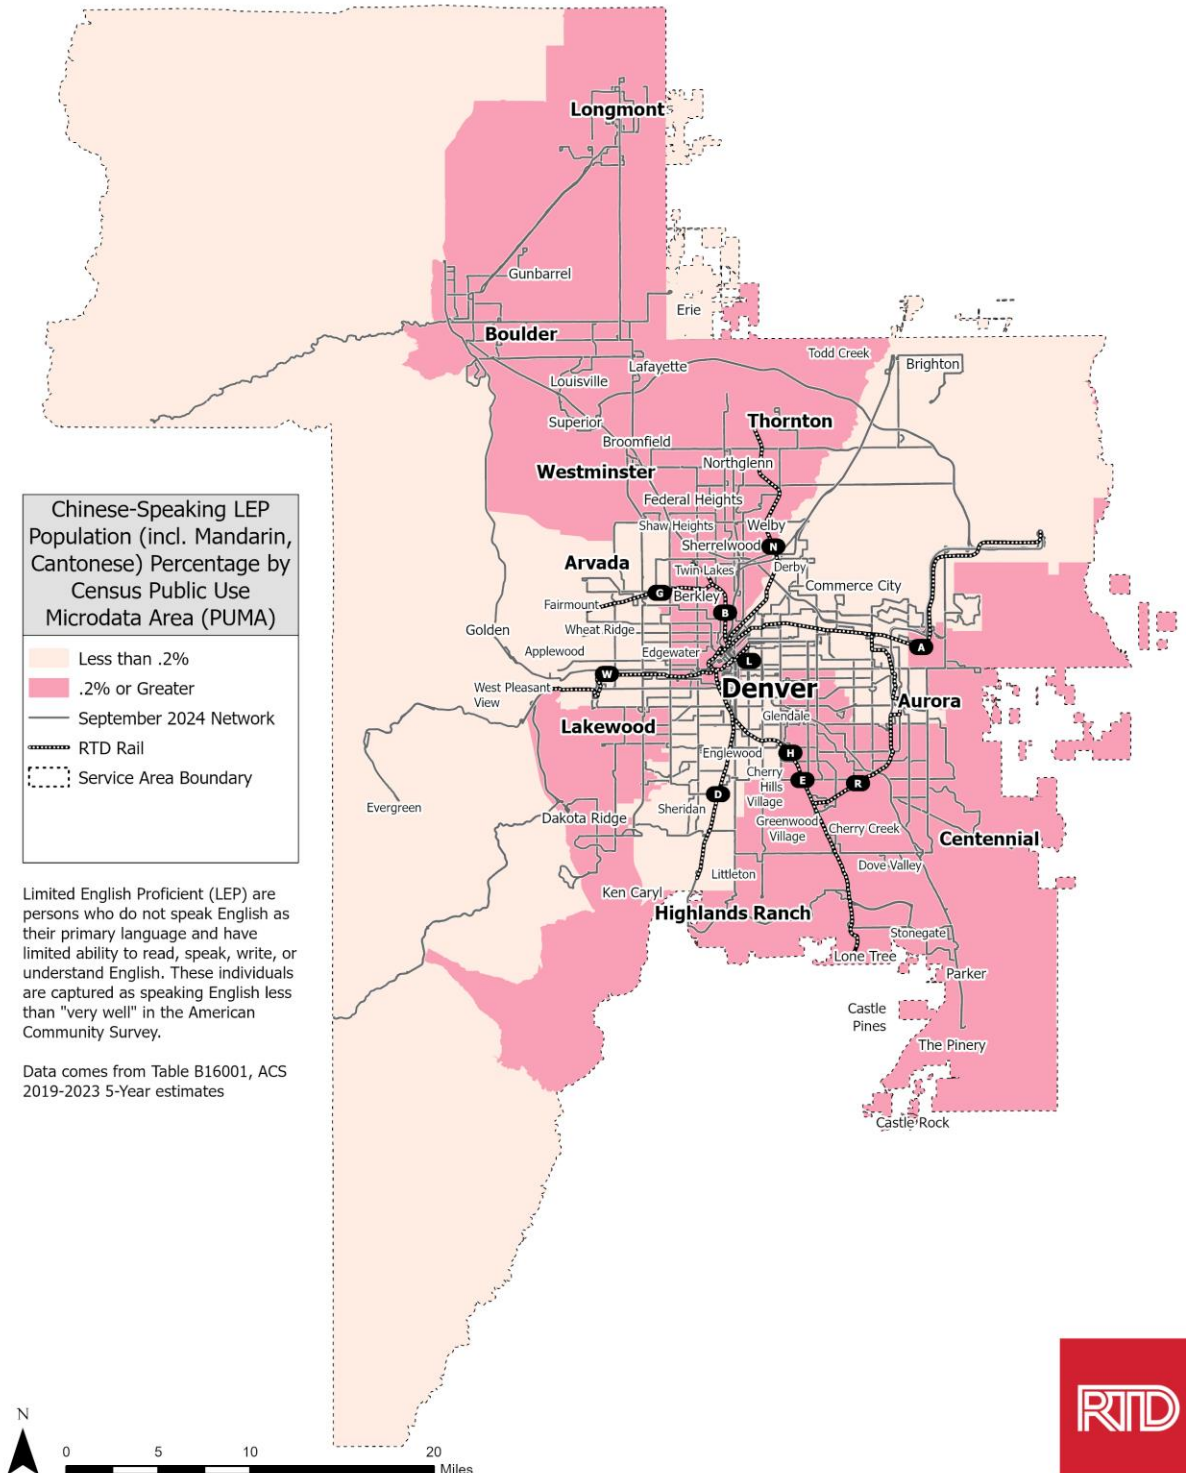 Longmont
Gunbarrel
Erie
Boulder
Todd Creek
Brighton
Lafayette
Louisville
Superior
Thornton
Broomfield
Northglenn
Westminster
Federal Heights
Shaw Heights
Welby
Sherrelwood
N
Arvada
Twin Lakes
Derby
Commerce City
G
Berkley
Fairmount
B
Golden
Wheat Ridge
Applewood
Edgewater
A
L
W
West Pleasant
View
Denver
Aurora
Glendale
Lakewood
Englewood
H
Cherry
Hills
Village
E
R
D
Evergreen
Sheridan
Dakota Ridge
Greenwood
Village
Cherry Creek
Centennial
Dove Valley
Littleton
Ken Caryl
Highlands Ranch
Stonegate
Lone Tree
Parker
Castle
Pines
The Pinery
Castle Rock
Chinese-Speaking LEP
Population (incl. Mandarin,
Cantonese) Percentage by
Census Public Use
Microdata Area (PUMA)
Less than .2%
.2% or Greater
September 2024 Network
RTD Rail
Service Area Boundary
Limited English Proficient (LEP) are
persons who do not speak English as
their primary language and have
limited ability to read, speak, write, or
understand English. These individuals
are captured as speaking English less
than "very well" in the American
Community Survey.
Data comes from Table B16001, ACS
2019-2023 5-Year estimates
N
0 5 10 20
Miles
RTD